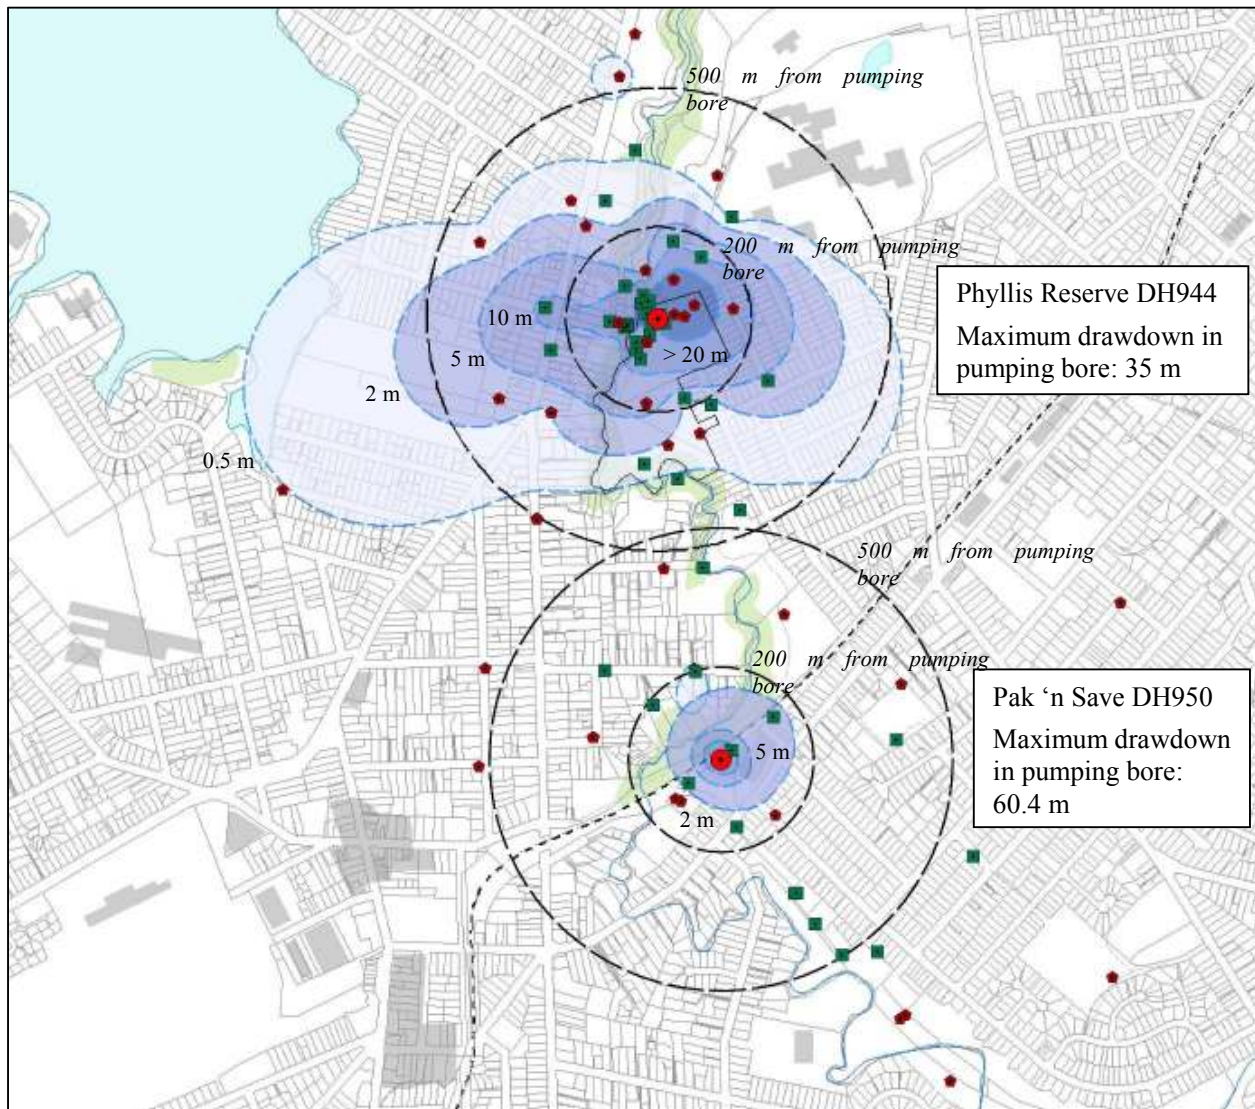 500 m from pumping
bore
200 m from pumping
bore
Phyllis Reserve DH944
Maximum drawdown in
pumping bore: 35 m
10 m
> 20 m
5 m
2 m
0.5 m
500 m from pumping
bore
200 m from pumping
bore
Pak ‘n Save DH950
Maximum drawdown
in pumping bore:
60.4 m
5 m
2 m